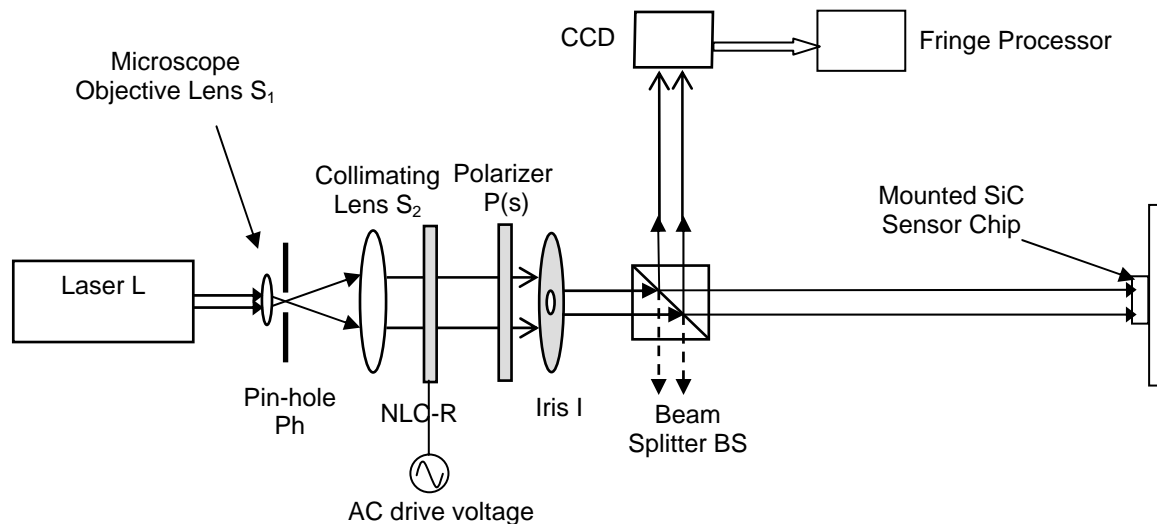 CCD
Fringe Processor
Microscope
Objective Lens S₁
Collimating
Lens S₂
Polarizer
P(s)
Mounted SiC
Sensor Chip
Laser L
Pin-hole
Ph
NLC-R
Iris I
Beam
Splitter BS
AC drive voltage